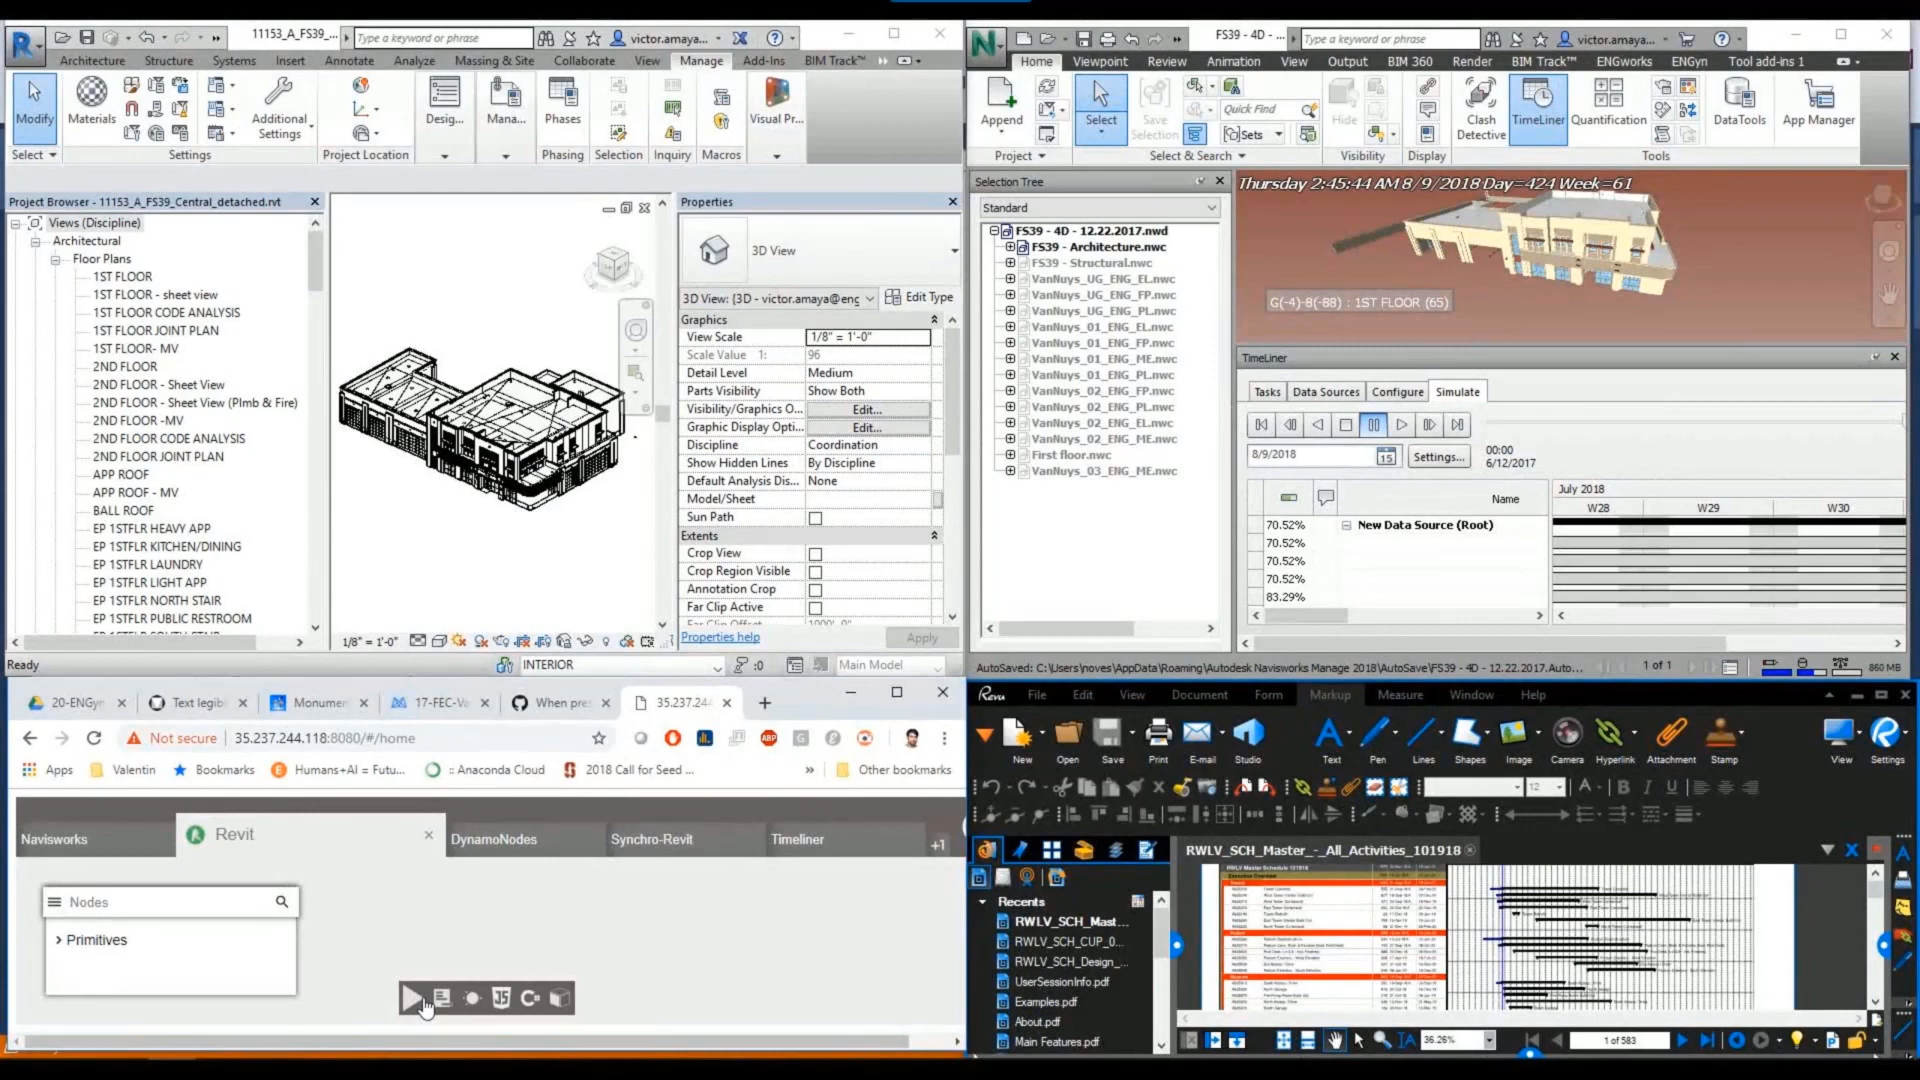 11153_A_FS39_...
Type a keyword or phrase
victor.amaya...
Architecture Structure Systems Insert Annotate Analyze Massing & Site Collaborate View Manage Add-Ins BIM Track™
Modify
Materials
Additional Settings
Desig...
Mana...
Phases
Visual Pr...
Select
Settings
Project Location
Phasing
Selection
Inquiry
Macros
Project Browser - 11153_A_FS39_Central_detached.rvt
Views (Discipline)
Architectural
Floor Plans
1ST FLOOR
1ST FLOOR - sheet view
1ST FLOOR CODE ANALYSIS
1ST FLOOR JOINT PLAN
1ST FLOOR- MV
2ND FLOOR
2ND FLOOR - Sheet View
2ND FLOOR - Sheet View (Plmb & Fire)
2ND FLOOR -MV
2ND FLOOR CODE ANALYSIS
2ND FLOOR JOINT PLAN
APP ROOF
APP ROOF - MV
BALL ROOF
EP 1STFLR HEAVY APP
EP 1STFLR KITCHEN/DINING
EP 1STFLR LAUNDRY
EP 1STFLR LIGHT APP
EP 1STFLR NORTH STAIR
EP 1STFLR PUBLIC RESTROOM
1/8" = 1'-0"
Properties
3D View
3D View: {3D - victor.amaya@eng
Edit Type
Graphics
View Scale 1/8" = 1'-0"
Scale Value 1: 96
Detail Level Medium
Parts Visibility Show Both
Visibility/Graphics O... Edit...
Graphic Display Opti... Edit...
Discipline Coordination
Show Hidden Lines By Discipline
Default Analysis Dis... None
Model/Sheet
Sun Path
Extents
Crop View
Crop Region Visible
Annotation Crop
Far Clip Active
Properties help
Apply
Ready
INTERIOR
:0
Main Model
FS39 - 4D - ...
Type a keyword or phrase
victor.amaya...
Home Viewpoint Review Animation View Output BIM 360 Render BIM Track™ ENGworks ENGyn Tool add-ins 1
Append
Select
Save Selection
Quick Find
Sets
Hide
Clash Detective
TimeLiner
Quantification
DataTools
App Manager
Project
Select & Search
Visibility
Display
Tools
Selection Tree
Standard
FS39 - 4D - 12.22.2017.nwd
FS39 - Architecture.nwc
FS39 - Structural.nwc
VanNuys_UG_ENG_EL.nwc
VanNuys_UG_ENG_FP.nwc
VanNuys_UG_ENG_PL.nwc
VanNuys_01_ENG_EL.nwc
VanNuys_01_ENG_FP.nwc
VanNuys_01_ENG_ME.nwc
VanNuys_01_ENG_PL.nwc
VanNuys_02_ENG_FP.nwc
VanNuys_02_ENG_PL.nwc
VanNuys_02_ENG_EL.nwc
VanNuys_02_ENG_ME.nwc
First floor.nwc
VanNuys_03_ENG_ME.nwc
Thursday 2:45:44 AM 8/9/2018 Day=424 Week=61
G(-4)-8(-88) : 1ST FLOOR (65)
TimeLiner
Tasks Data Sources Configure Simulate
8/9/2018
15
Settings...
00:00
6/12/2017
Name
July 2018
W28 W29 W30
70.52% New Data Source (Root)
70.52%
70.52%
70.52%
83.29%
AutoSaved: C:\Users\noves\AppData\Roaming\Autodesk Navisworks Manage 2018\AutoSave\FS39 - 4D - 12.22.2017.Auto...
1 of 1
860 MB
20-ENGyn
Text legib
Monumen
17-FEC-Va
When pres
35.237.244
Not secure 35.237.244.118:8080/#/home
Apps Valentin Bookmarks Humans+AI = Futu... :: Anaconda Cloud 2018 Call for Seed ... Other bookmarks
Navisworks Revit DynamoNodes Synchro-Revit Timeliner +1
Nodes
Primitives
Revu File Edit View Document Form Markup Measure Window Help
New Open Save Print E-mail Studio Text Pen Lines Shapes Image Camera Hyperlink Attachment Stamp View Settings
12
RWLV_SCH_Master_-_All_Activities_101918
Recents
RWLV_SCH_Mast...
RWLV_SCH_CUP_0...
RWLV_SCH_Design_...
UserSessionInfo.pdf
Examples.pdf
About.pdf
Main Features.pdf
36.26%
1 of 583